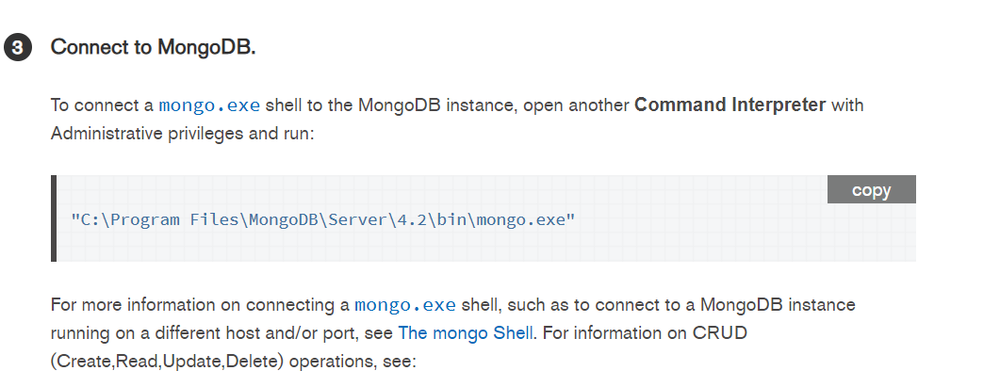 3 Connect to MongoDB.
To connect a mongo.exe shell to the MongoDB instance, open another Command Interpreter with
Administrative privileges and run:
copy
"C:\Program Files\MongoDB\Server\4.2\bin\mongo.exe"
For more information on connecting a mongo.exe shell, such as to connect to a MongoDB instance
running on a different host and/or port, see The mongo Shell. For information on CRUD
(Create,Read,Update,Delete) operations, see: